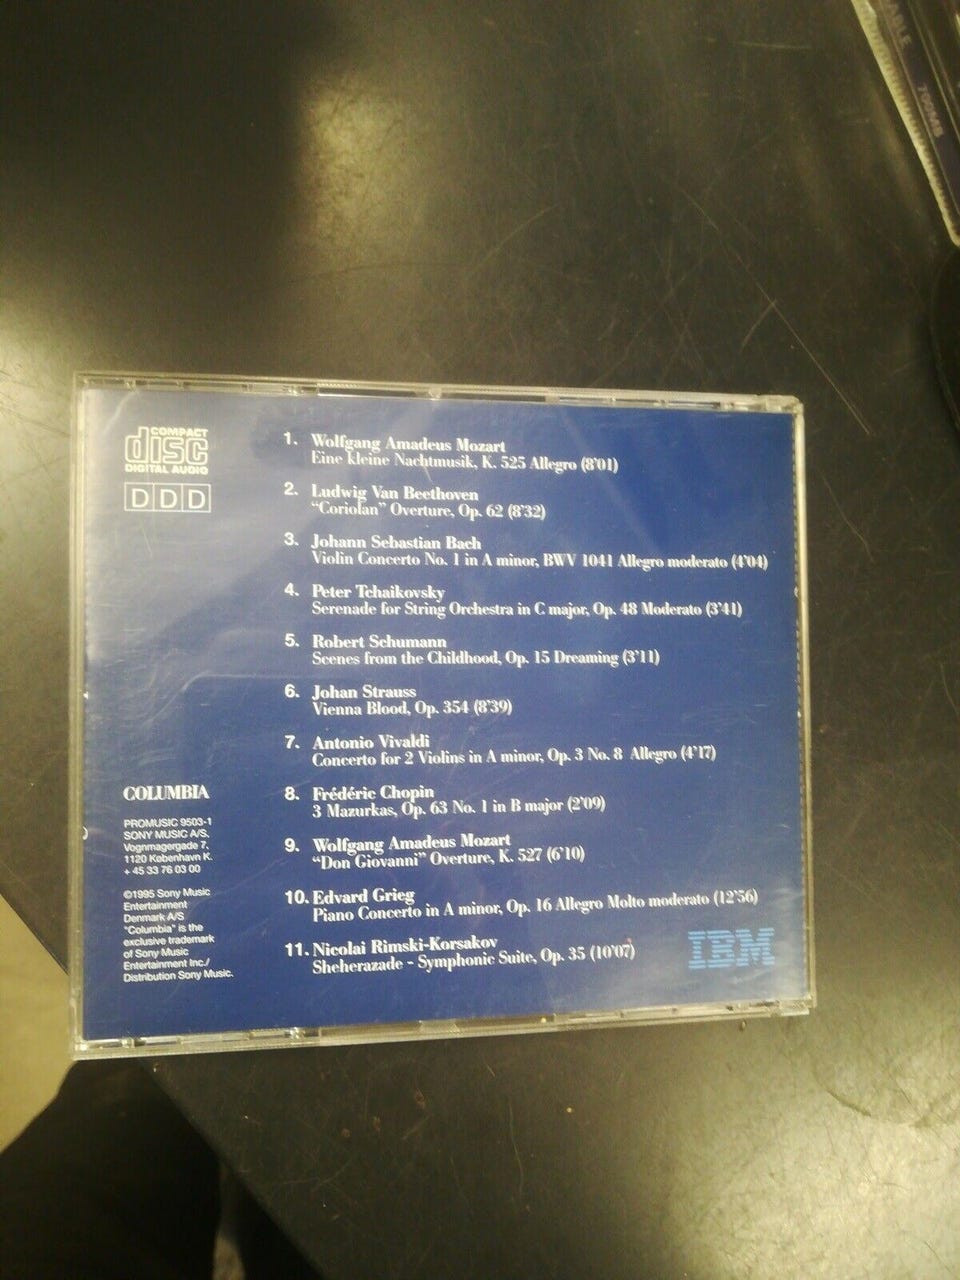 COMPACT
disc
DIGITAL AUDIO
DDD
1. Wolfgang Amadeus Mozart
Eine kleine Nachtmusik, K. 525 Allegro (8'01)
2. Ludwig Van Beethoven
“Coriolan” Overture, Op. 62 (8'32)
3. Johann Sebastian Bach
Violin Concerto No. 1 in A minor, BWV 1041 Allegro moderato (4'04)
4. Peter Tchaikovsky
Serenade for String Orchestra in C major, Op. 48 Moderato (3'41)
5. Robert Schumann
Scenes from the Childhood, Op. 15 Dreaming (3'11)
6. Johan Strauss
Vienna Blood, Op. 354 (8'39)
7. Antonio Vivaldi
Concerto for 2 Violins in A minor, Op. 3 No. 8 Allegro (4'17)
8. Frédéric Chopin
3 Mazurkas, Op. 63 No. 1 in B major (2'09)
9. Wolfgang Amadeus Mozart
“Don Giovanni” Overture, K. 527 (6'10)
10. Edvard Grieg
Piano Concerto in A minor, Op. 16 Allegro Molto moderato (12'56)
11. Nicolai Rimski-Korsakov
Sheherazade - Symphonic Suite, Op. 35 (10'07)
COLUMBIA
PROMUSIC 9503-1
SONY MUSIC A/S.
Vognmagergade 7,
1120 København K.
+ 45 33 76 03 00
©1995 Sony Music
Entertainment
Denmark A/S
"Columbia" is the
exclusive trademark
of Sony Music
Entertainment Inc./
Distribution Sony Music.
IBM
700MB